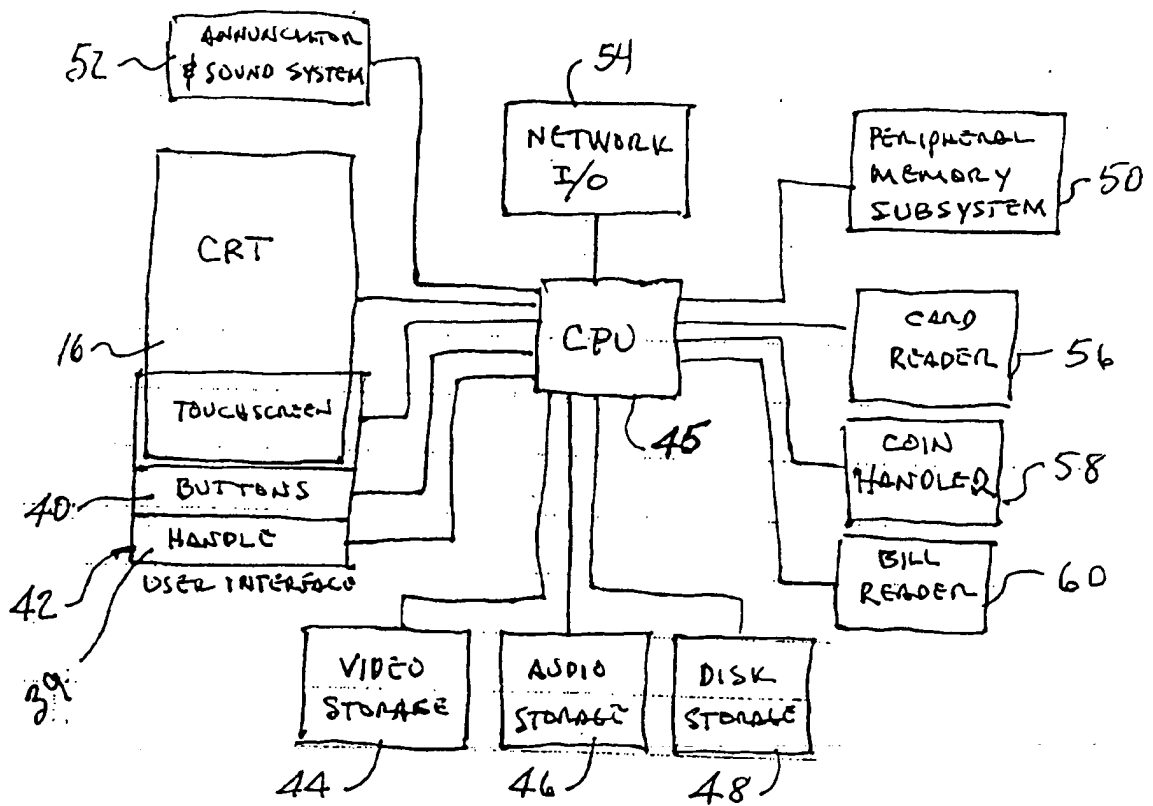 52
ANNUNCIATOR
& SOUND SYSTEM
54
NETWORK
I/O
PERIPHERAL
MEMORY
SUBSYSTEM
50
CRT
16
TOUCHSCREEN
CPU
45
CARD
READER
56
COIN
HANDLER
58
40
BUTTONS
HANDLE
42
USER INTERFACE
39
BILL
READER
60
VIDEO
STORAGE
44
AUDIO
STORAGE
46
DISK
STORAGE
48